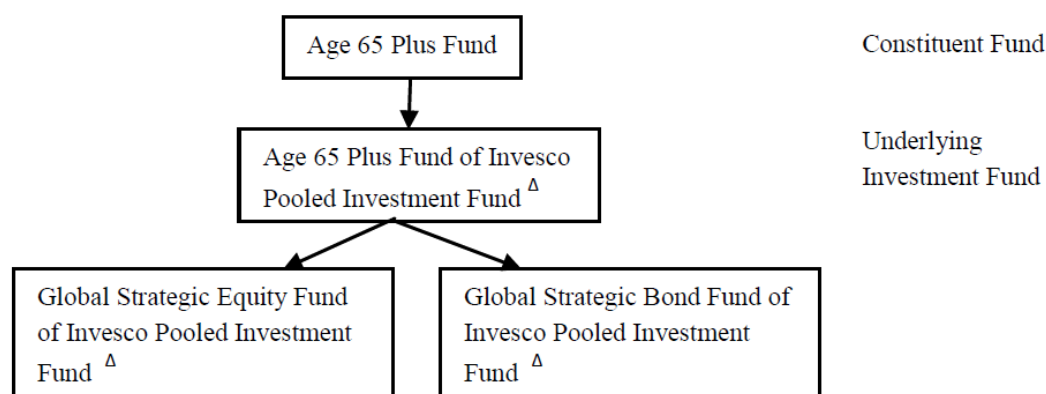 Age 65 Plus Fund
Constituent Fund
Age 65 Plus Fund of Invesco
Pooled Investment Fund Δ
Underlying
Investment Fund
Global Strategic Equity Fund
of Invesco Pooled Investment
Fund Δ
Global Strategic Bond Fund of
Invesco Pooled Investment
Fund Δ